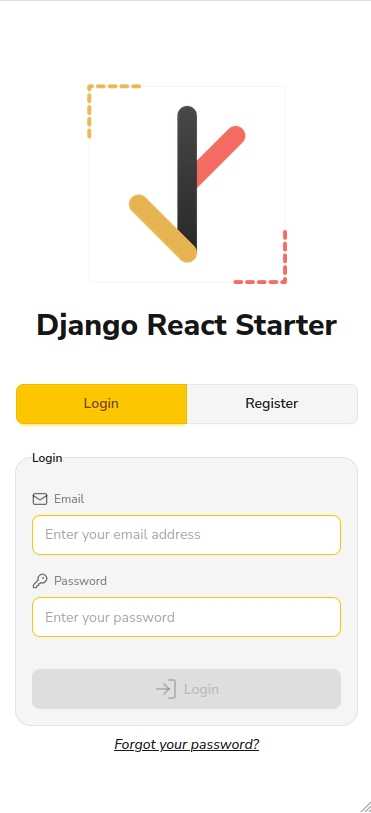 Django React Starter
Login
Register
Login
Email
Enter your email address
Password
Enter your password
Login
Forgot your password?